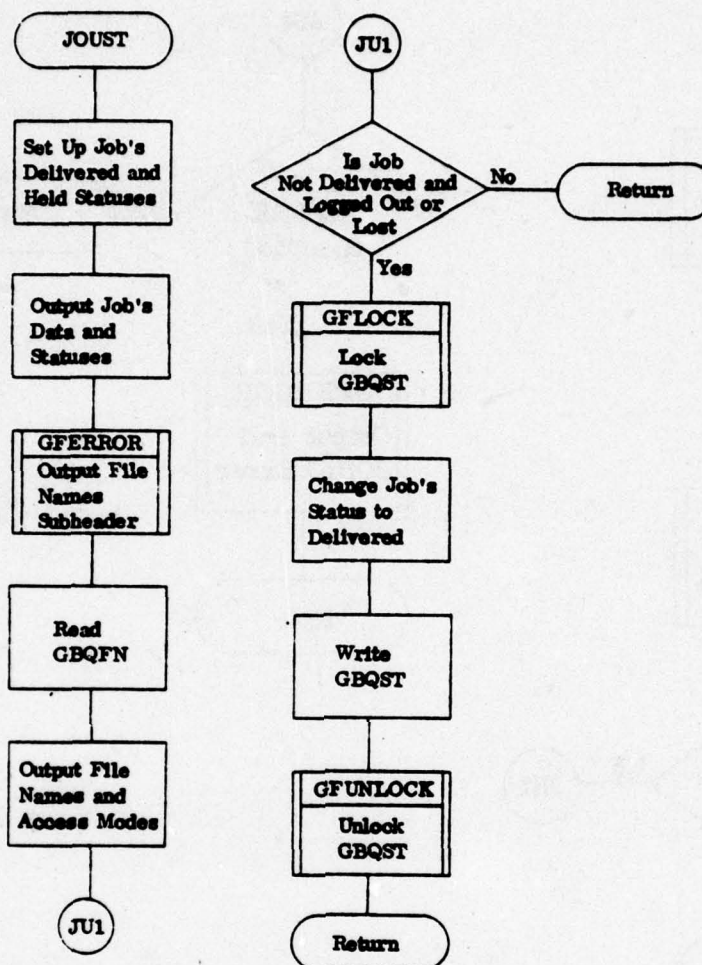 JOUST
Set Up Job's
Delivered and
Held Statuses
Output Job's
Data and
Statuses
GFERROR
Output File
Names
Subheader
Read
GBQFN
Output File
Names and
Access Modes
JU1
JU1
Is Job
Not Delivered and
Logged Out or
Lost
No
Return
Yes
GFLOCK
Lock
GBQST
Change Job's
Status to
Delivered
Write
GBQST
GFUNLOCK
Unlock
GBQST
Return